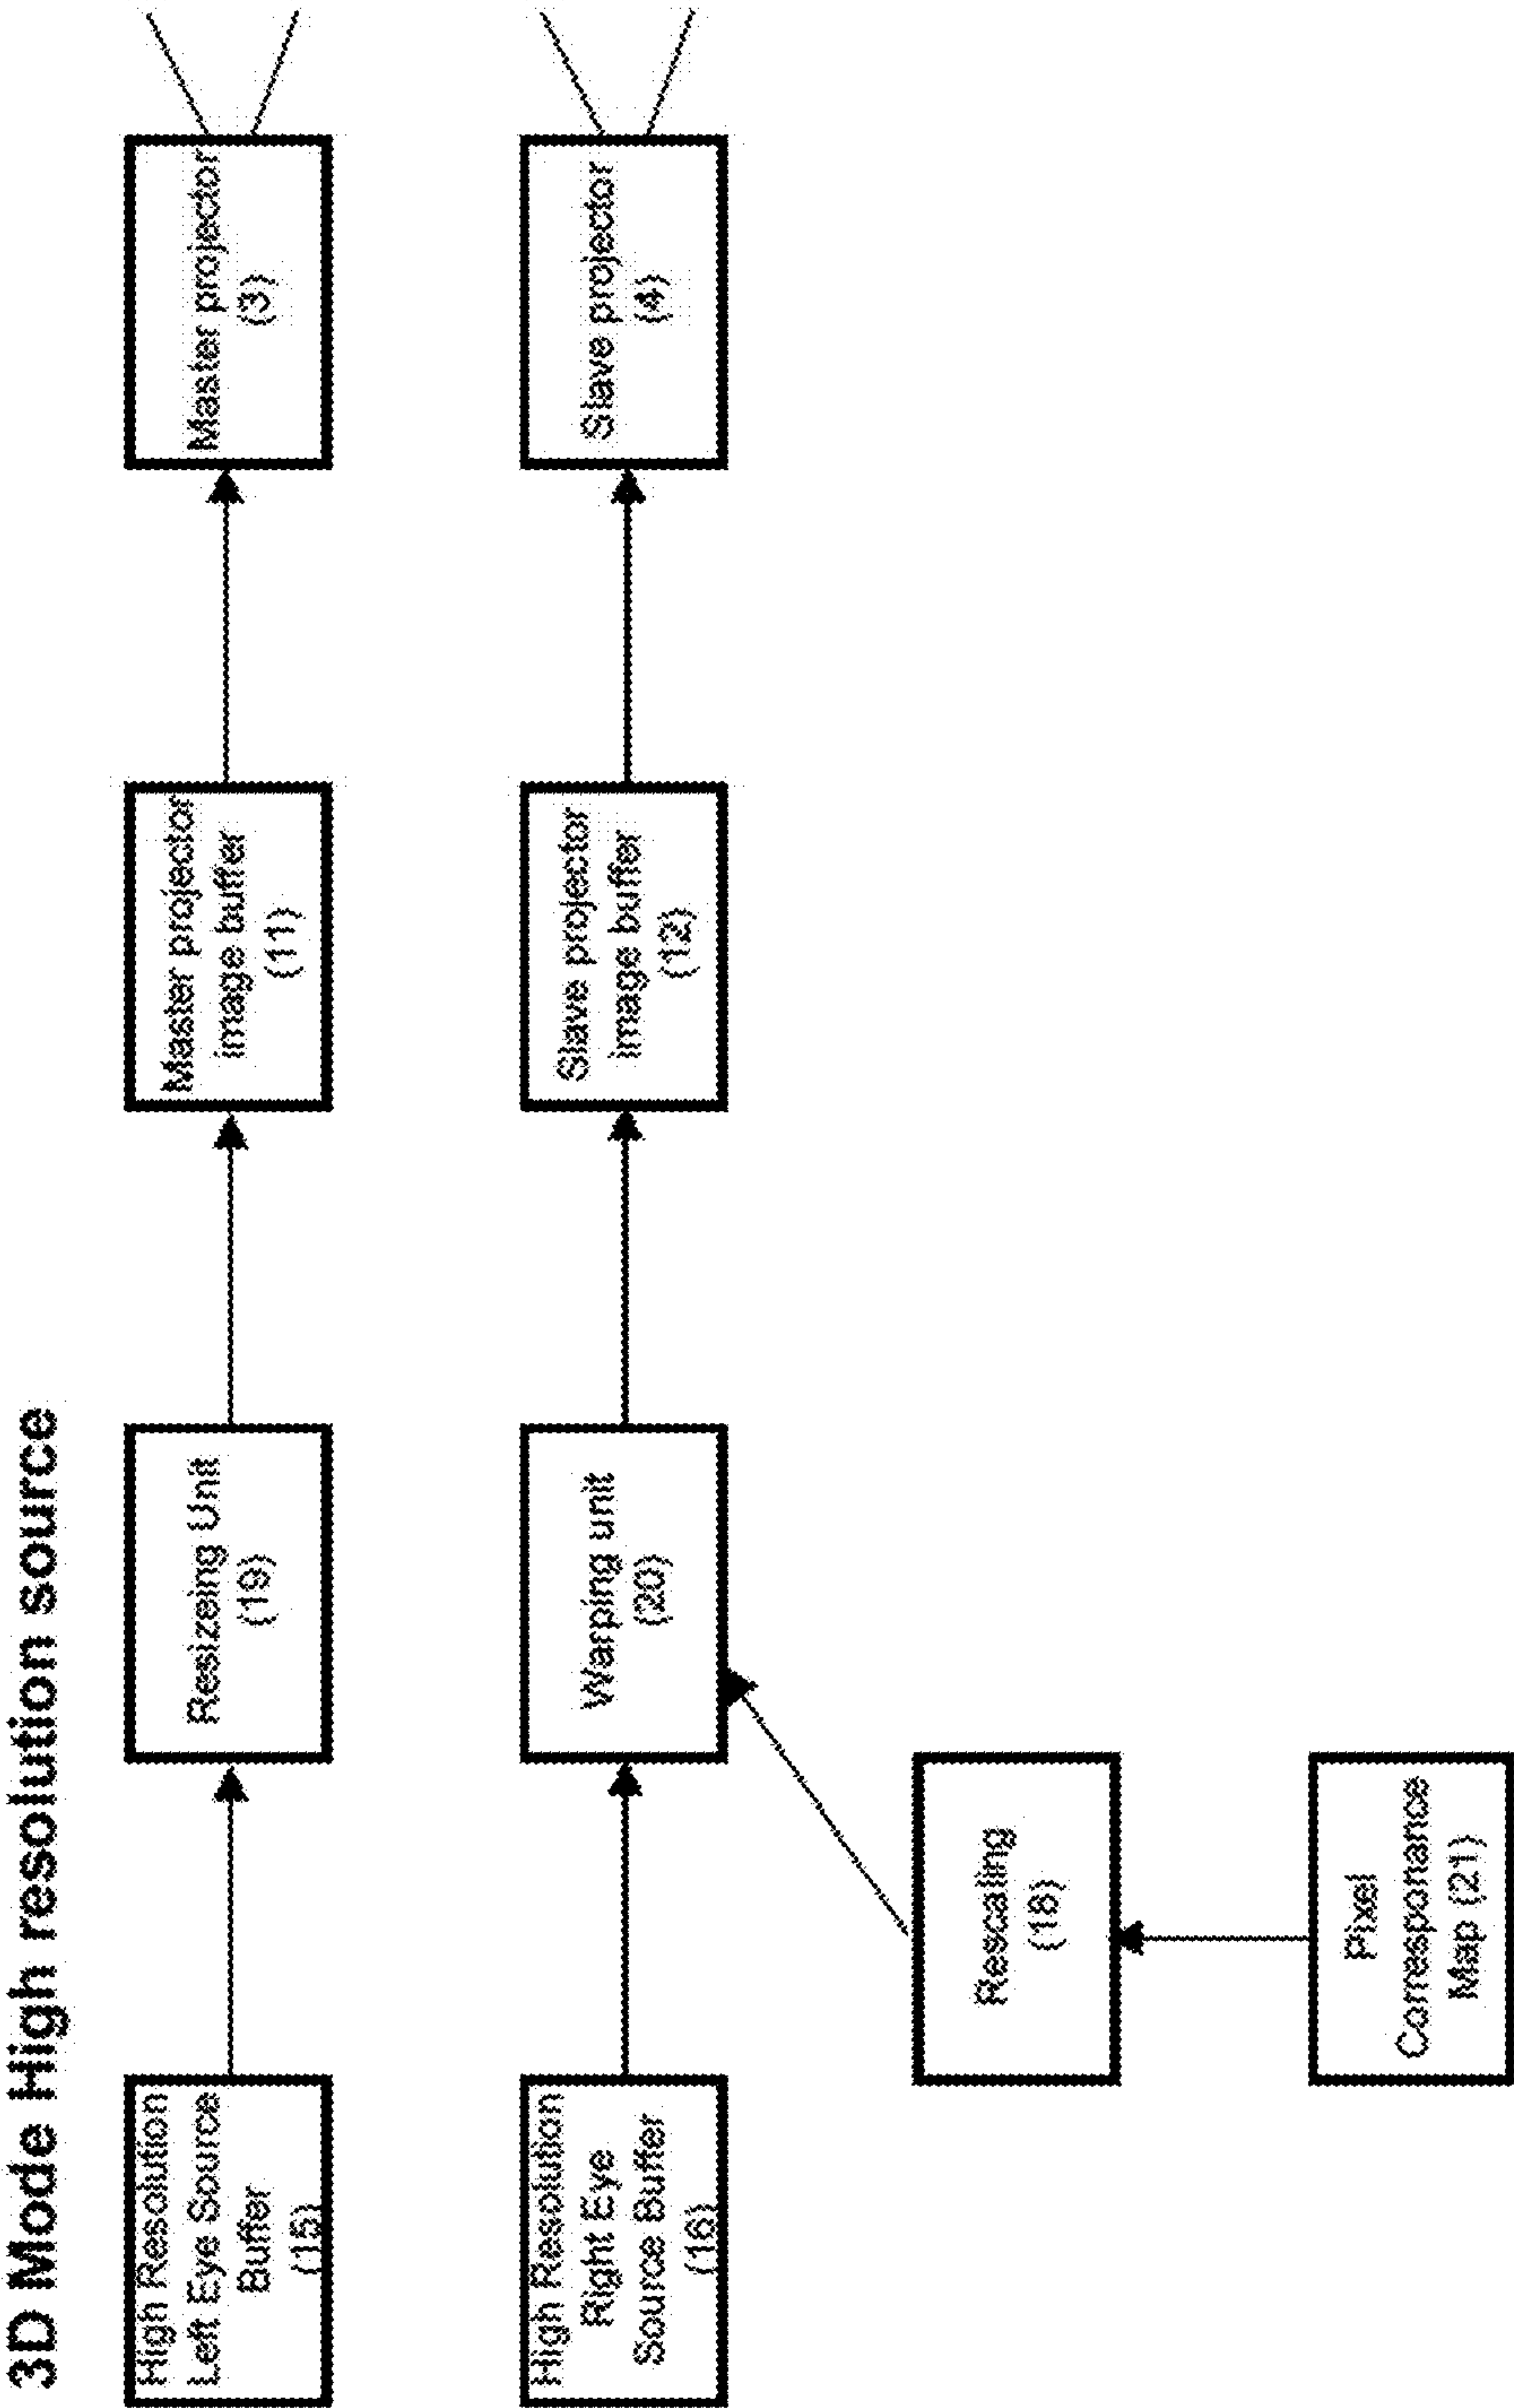 3D Mode High resolution source
High Resolution
Left Eye Source
Buffer
(15)
Resizeing Unit
(19)
Master projector
image buffer
(11)
Master projector
(3)
High Resolution
Right Eye
Source Buffer
(16)
Warping unit
(20)
Slave projector
image buffer
(12)
Slave projector
(4)
Rescaling
(18)
Pixel
Corresponance
Map (21)